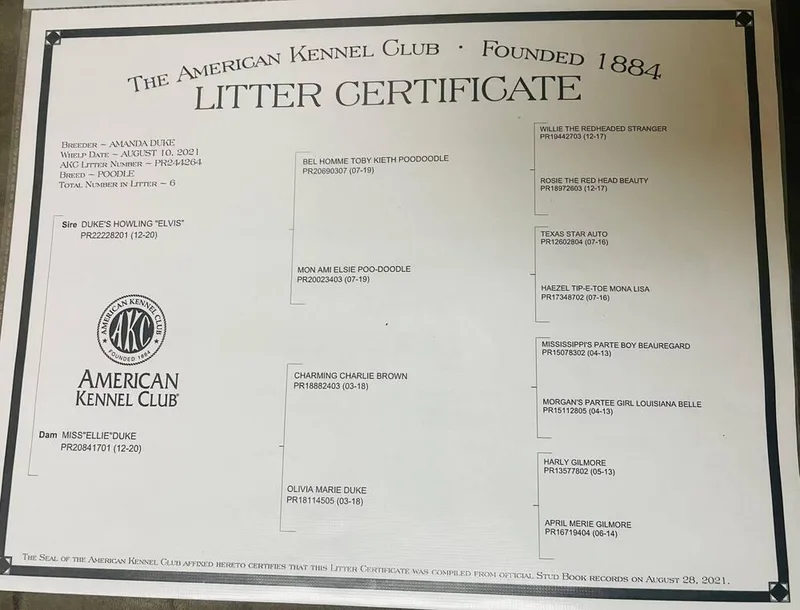 THE AMERICAN KENNEL CLUB · FOUNDED 1884
LITTER CERTIFICATE
BREEDER ~ AMANDA DUKE
WHELP DATE ~ AUGUST 10, 2021
AKC LITTER NUMBER ~ PR244264
BREED ~ POODLE
TOTAL NUMBER IN LITTER ~ 6
Sire DUKE'S HOWLING "ELVIS"
PR22228201 (12-20)
AMERICAN KENNEL CLUB
AKC
FOUNDED 1884
AMERICAN
KENNEL CLUB®
Dam MISS"ELLIE"DUKE
PR20841701 (12-20)
BEL HOMME TOBY KIETH POODOODLE
PR20690307 (07-19)
MON AMI ELSIE POO-DOODLE
PR20023403 (07-19)
CHARMING CHARLIE BROWN
PR18882403 (03-18)
OLIVIA MARIE DUKE
PR18114505 (03-18)
WILLIE THE REDHEADED STRANGER
PR19442703 (12-17)
ROSIE THE RED HEAD BEAUTY
PR18972603 (12-17)
TEXAS STAR AUTO
PR12602804 (07-16)
HAEZEL TIP-E-TOE MONA LISA
PR17348702 (07-16)
MISSISSIPPI'S PARTE BOY BEAUREGARD
PR15078302 (04-13)
MORGAN'S PARTEE GIRL LOUISIANA BELLE
PR15112805 (04-13)
HARLY GILMORE
PR13577802 (05-13)
APRIL MERIE GILMORE
PR16719404 (06-14)
THE SEAL OF THE AMERICAN KENNEL CLUB AFFIXED HERETO CERTIFIES THAT THIS LITTER CERTIFICATE WAS COMPILED FROM OFFICIAL STUD BOOK RECORDS ON AUGUST 28, 2021.